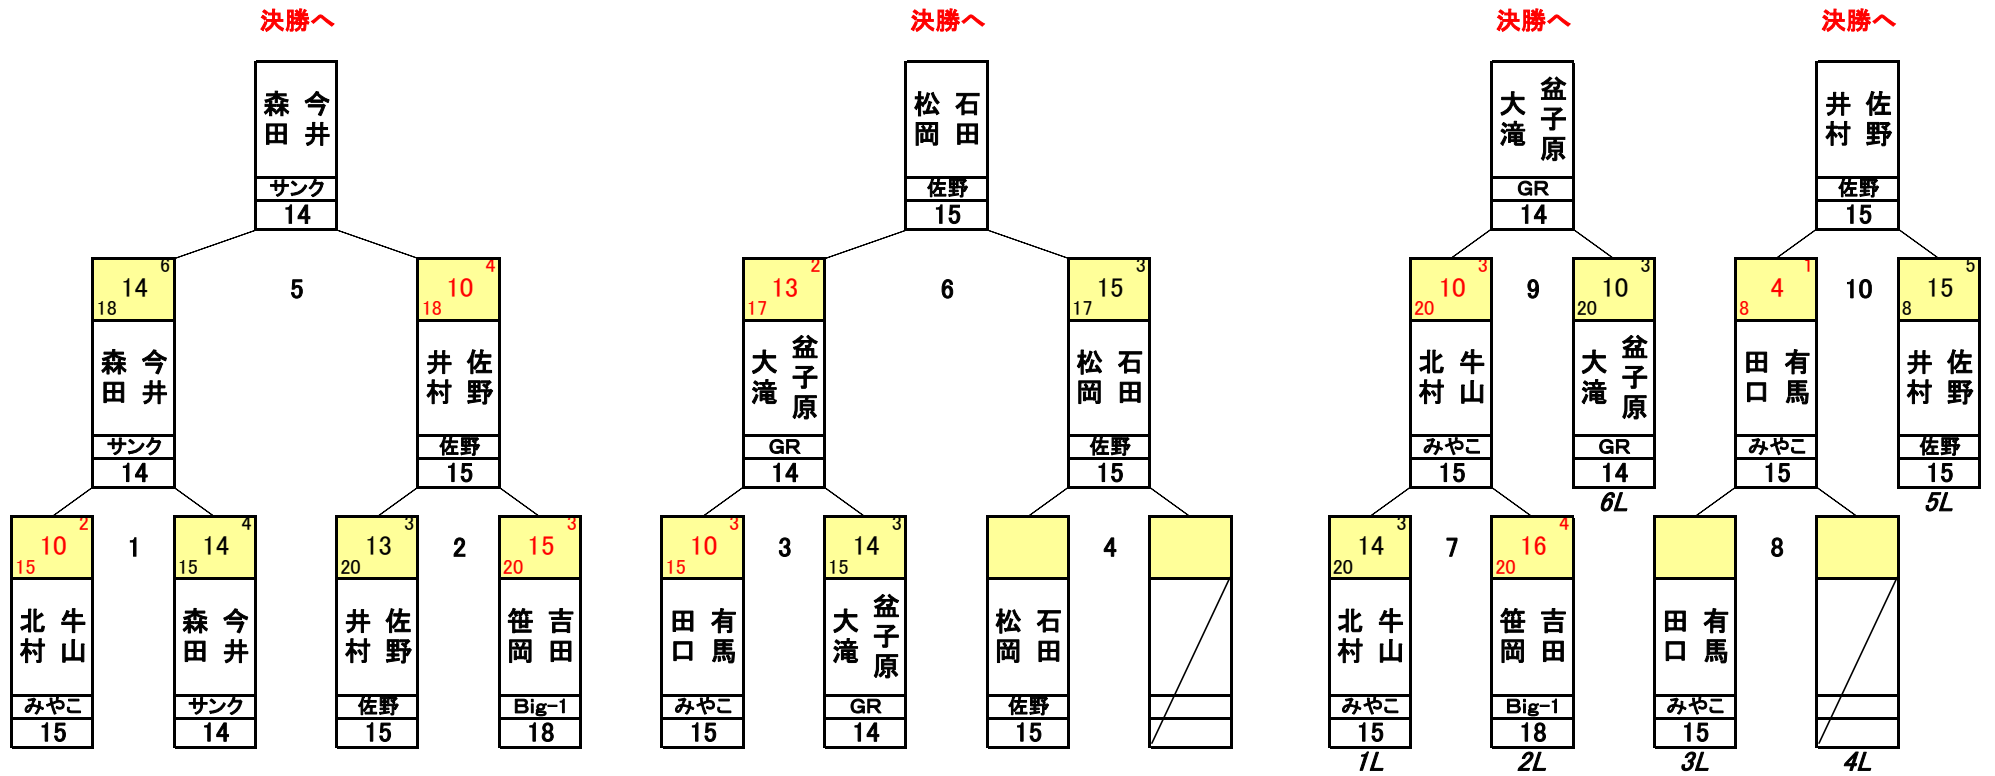 決勝へ 決勝へ 決勝へ 決勝へ
森田 今井 松岡 石田 大滝 盆子原 井村 佐野
サンク 佐野 GR 佐野
14 15 14 15
6 4 2 3 3 3 1 5
14 5 10 13 6 15 10 9 10 4 10 15
18 18 17 17 20 20 8 8
森田 今井 井村 佐野 大滝 盆子原 松岡 石田 北村 牛山 大滝 盆子原 田口 有馬 井村 佐野
サンク 佐野 GR 佐野 みやこ GR みやこ 佐野
14 15 14 15 15 14 15 15
6L 5L
2 4 3 3 3 3 3 4
10 1 14 13 2 15 10 3 14 4 14 7 16 8
15 15 20 20 15 15 20 20
北村 牛山 森田 今井 井村 佐野 笹岡 吉田 田口 有馬 大滝 盆子原 松岡 石田 北村 牛山 笹岡 吉田 田口 有馬
みやこ サンク 佐野 Big-1 みやこ GR 佐野 みやこ Big-1 みやこ
15 14 15 18 15 14 15 15 18 15
1L 2L 3L 4L